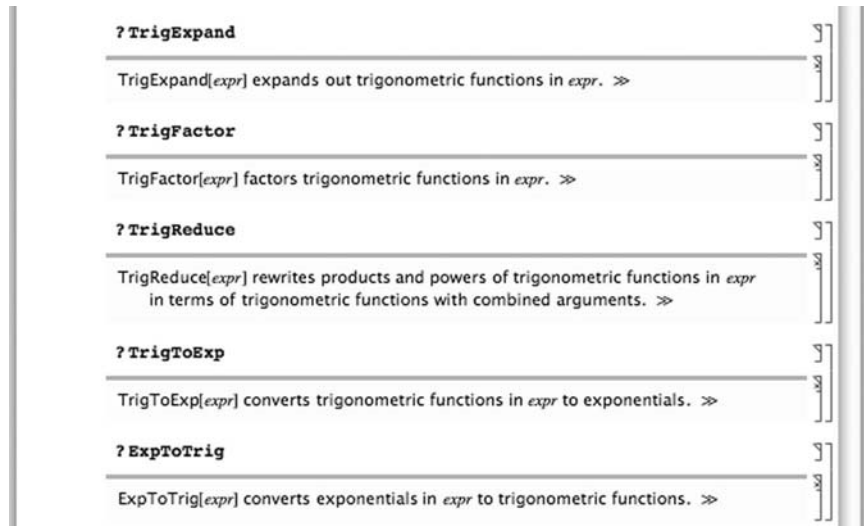 ? TrigExpand
TrigExpand[expr] expands out trigonometric functions in expr. ≫
? TrigFactor
TrigFactor[expr] factors trigonometric functions in expr. ≫
? TrigReduce
TrigReduce[expr] rewrites products and powers of trigonometric functions in expr
in terms of trigonometric functions with combined arguments. ≫
? TrigToExp
TrigToExp[expr] converts trigonometric functions in expr to exponentials. ≫
? ExpToTrig
ExpToTrig[expr] converts exponentials in expr to trigonometric functions. ≫